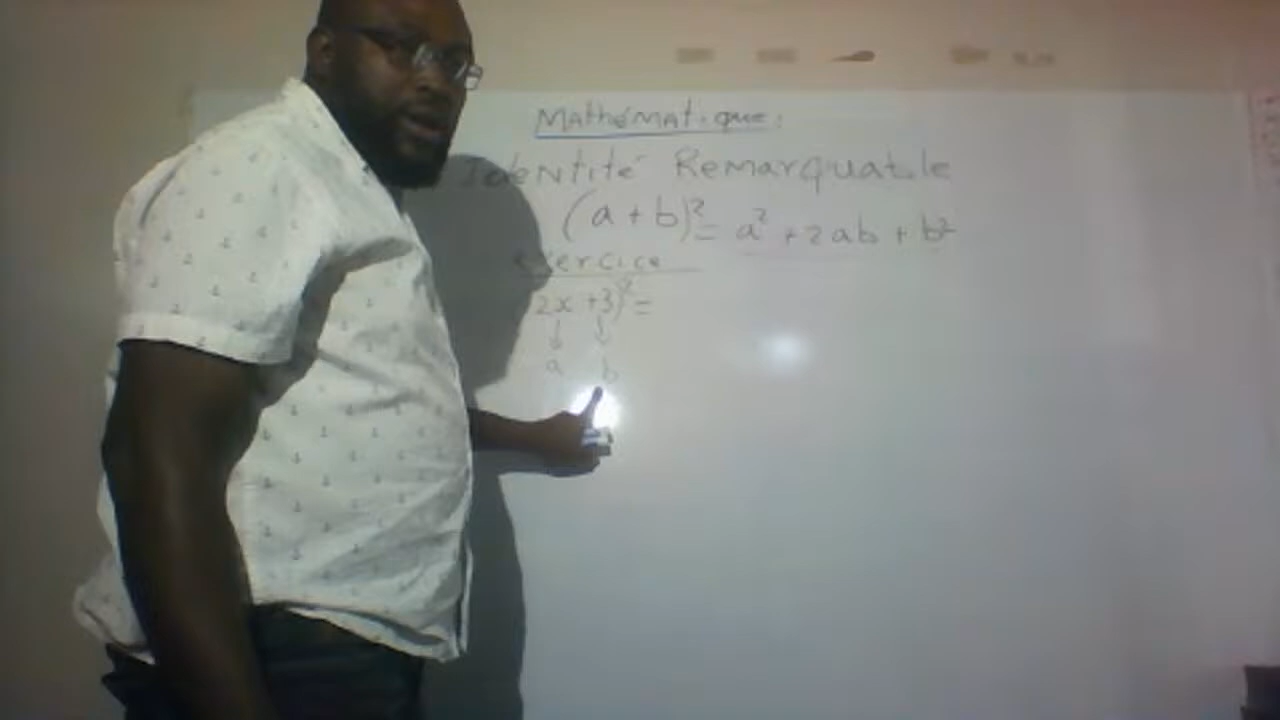 Mathématique:
Identité Remarquable
(a + b)² = a² + 2ab + b²
exercice
2x + 3)² =
↓ ↓
a b